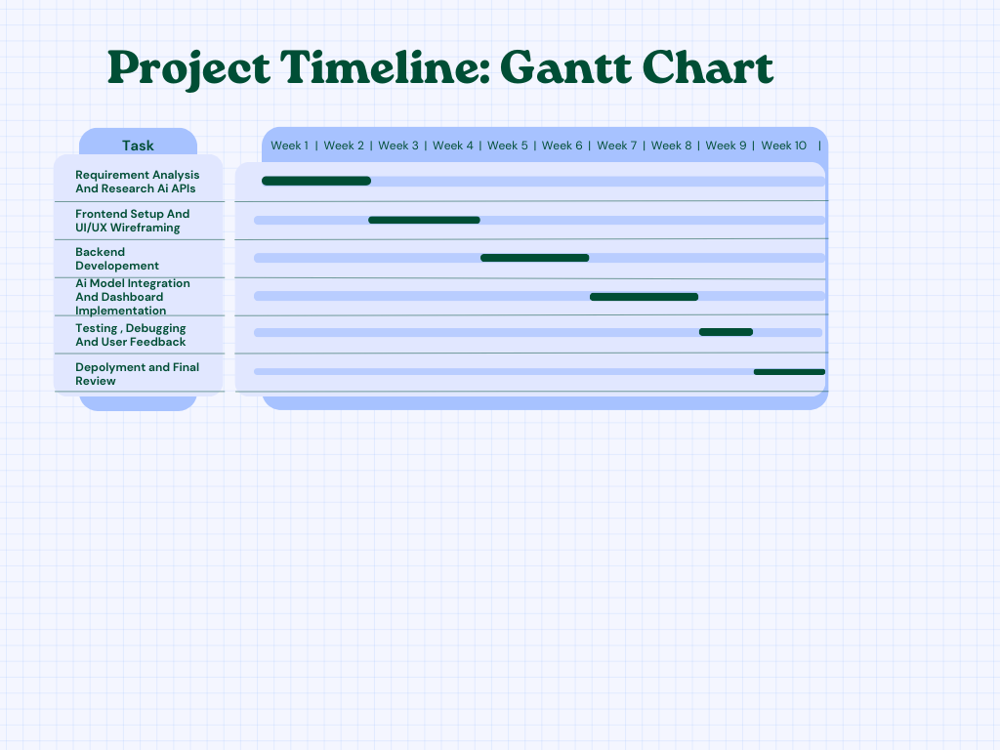 Project Timeline: Gantt Chart
Task
Week 1 | Week 2 | Week 3 | Week 4 | Week 5 | Week 6 | Week 7 | Week 8 | Week 9 | Week 10 |
Requirement Analysis
And Research Ai APIs
Frontend Setup And
UI/UX Wireframing
Backend
Developement
Ai Model Integration
And Dashboard
Implementation
Testing , Debugging
And User Feedback
Depolyment and Final
Review